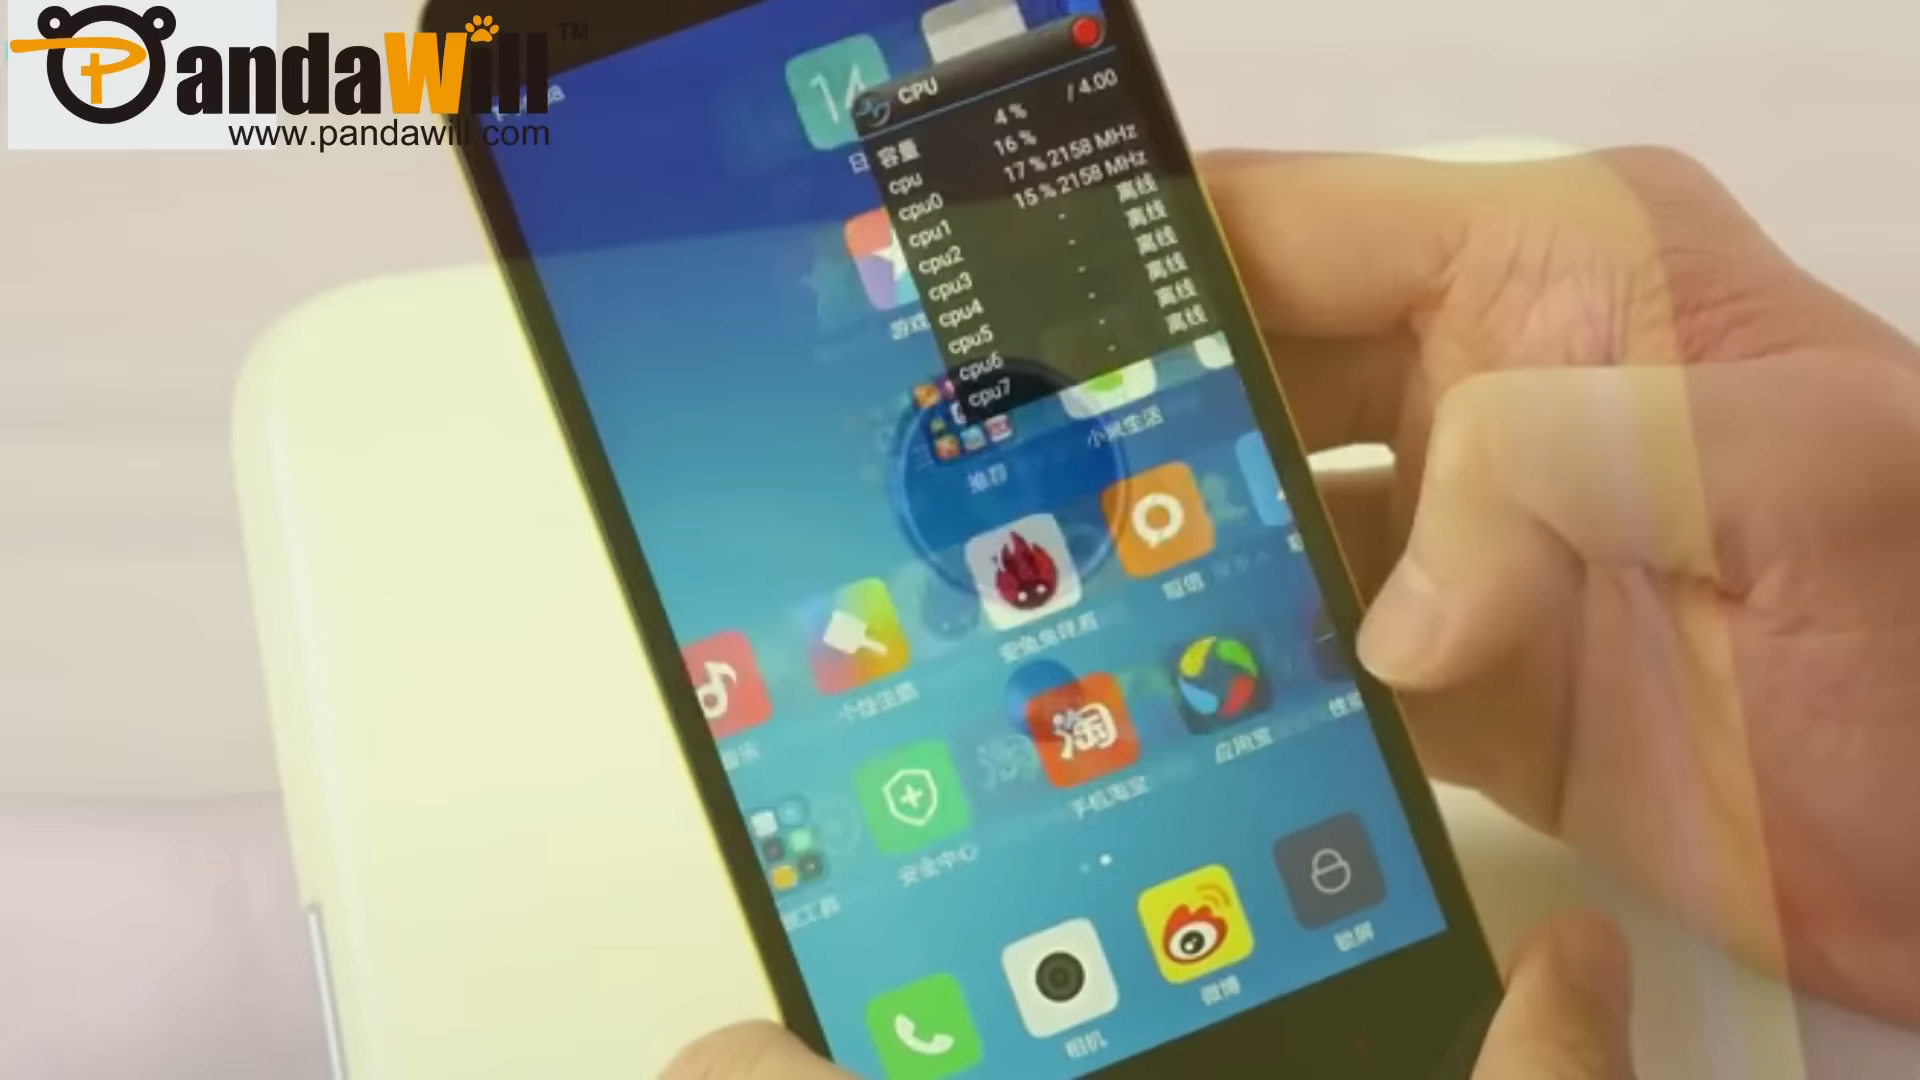 PandaWill™
www.pandawill.com
14
CPU
/ 4.00
容量
4 %
cpu
16 %
cpu0
17 % 2158 MHz
cpu1
15 % 2158 MHz
cpu2 - 离线
cpu3 - 离线
cpu4 - 离线
cpu5 - 离线
cpu6 - 离线
cpu7 - 离线
游戏
推荐
小米生活
安兔兔评测
短信
音乐
个性主题
淘
手机淘宝
应用宝
工具
安全中心
相机
微博
锁屏